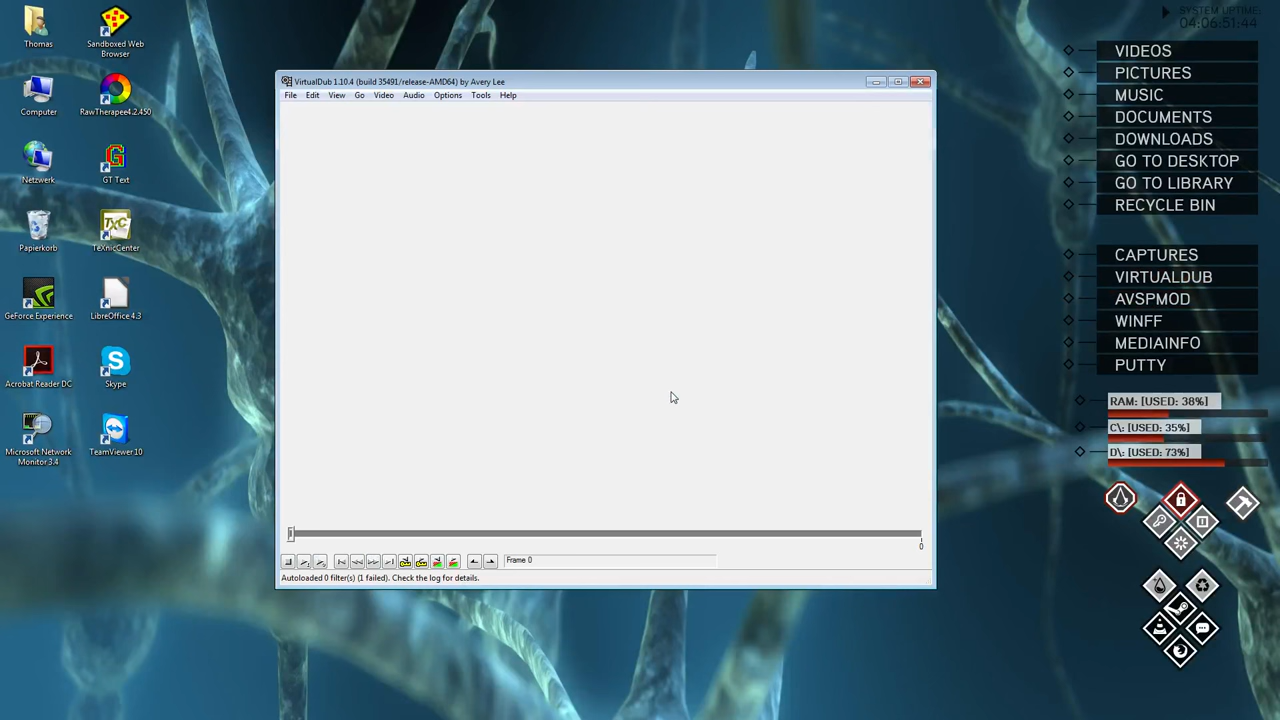 Thomas
Sandboxed Web
Browser
Computer
RawTherapee4.2.450
Netzwerk
GT Text
Papierkorb
TeXnicCenter
GeForce Experience
LibreOffice 4.3
Acrobat Reader DC
Skype
Microsoft Network
Monitor 3.4
TeamViewer 10
VirtualDub 1.10.4 (build 35491/release-AMD64) by Avery Lee
File Edit View Go Video Audio Options Tools Help
0
Frame 0
Autoloaded 0 filter(s) (1 failed). Check the log for details.
SYSTEM UPTIME:
04:06:51:44
VIDEOS
PICTURES
MUSIC
DOCUMENTS
DOWNLOADS
GO TO DESKTOP
GO TO LIBRARY
RECYCLE BIN
CAPTURES
VIRTUALDUB
AVSPMOD
WINFF
MEDIAINFO
PUTTY
RAM: [USED: 38%]
C\: [USED: 35%]
D\: [USED: 73%]